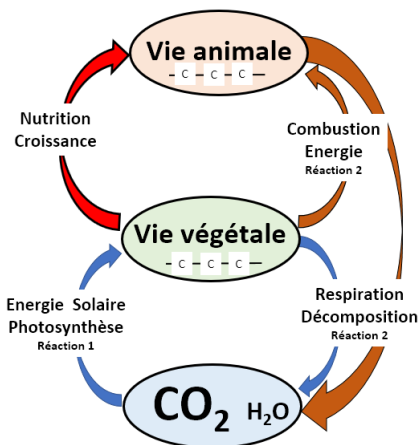 Vie animale
C C C
Nutrition
Croissance
Combustion
Energie
Réaction 2
Vie végétale
C C C
Energie Solaire
Photosynthèse
Réaction 1
Respiration
Décomposition
Réaction 2
CO₂ H₂O